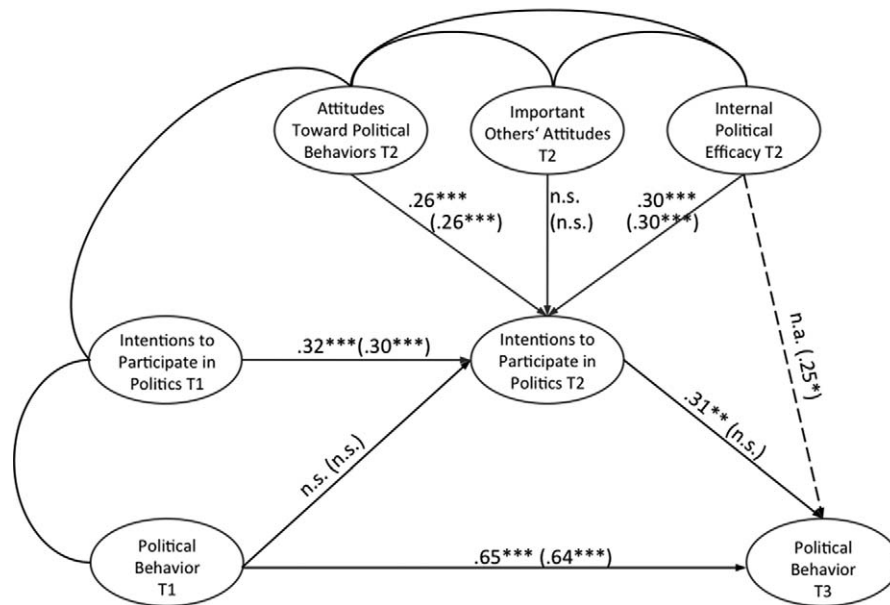 Attitudes
Toward Political
Behaviors T2
Important
Others‘ Attitudes
T2
Internal
Political
Efficacy T2
.26***
(.26***)
n.s.
(n.s.)
.30***
(.30***)
Intentions to
Participate in
Politics T1
.32***(.30***)
Intentions to
Participate in
Politics T2
n.a. (.25*)
.31** (n.s.)
n.s. (n.s.)
Political
Behavior
T1
.65*** (.64***)
Political
Behavior
T3